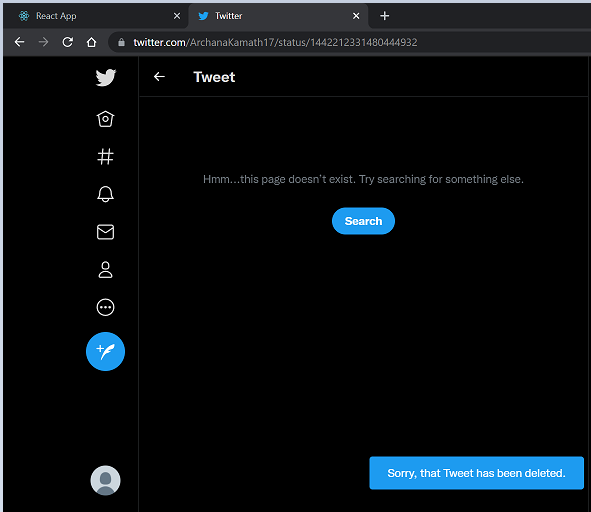 React App
Twitter
twitter.com/ArchanaKamath17/status/1442212331480444932
Tweet
Hmm...this page doesn't exist. Try searching for something else.
Search
Sorry, that Tweet has been deleted.